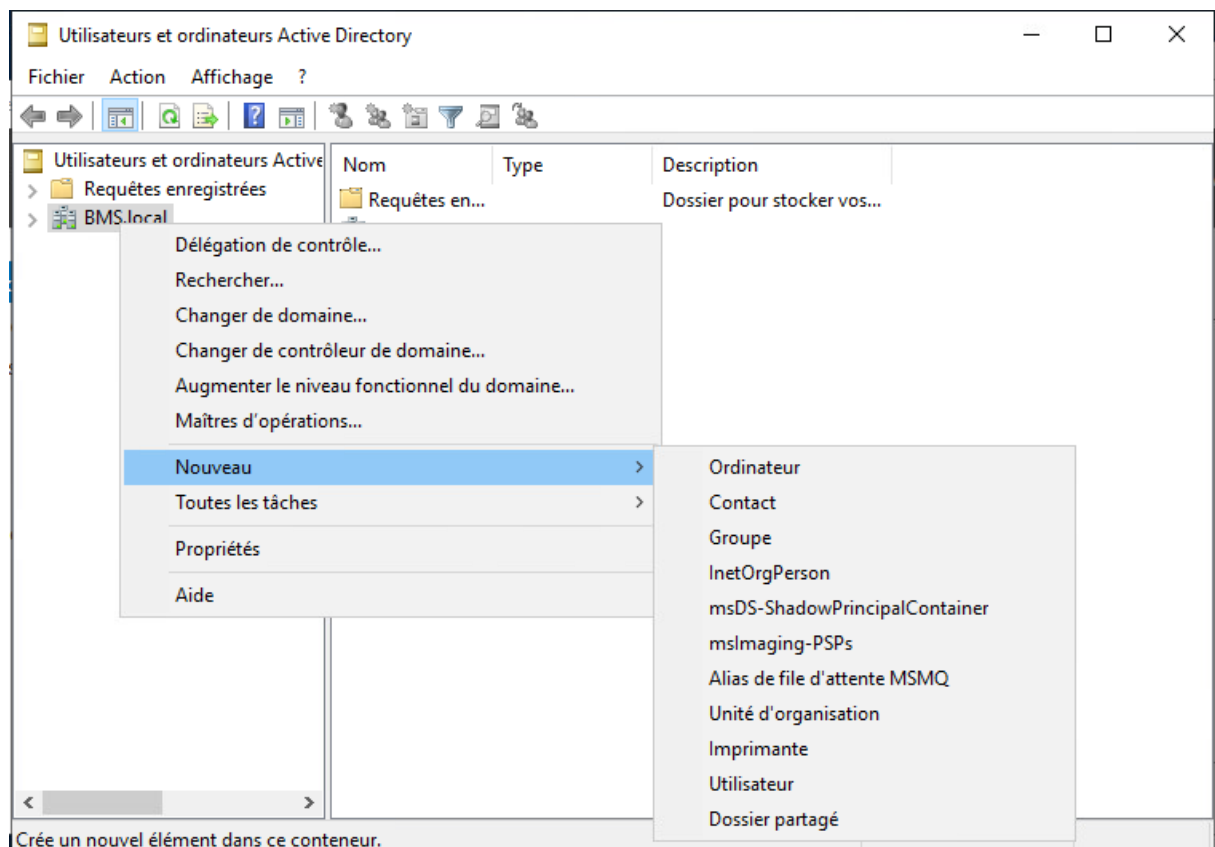 Utilisateurs et ordinateurs Active Directory
Fichier Action Affichage ?
Utilisateurs et ordinateurs Active
Requêtes enregistrées
BMS.local
Nom Type Description
Requêtes en... Dossier pour stocker vos...
Délégation de contrôle...
Rechercher...
Changer de domaine...
Changer de contrôleur de domaine...
Augmenter le niveau fonctionnel du domaine...
Maîtres d'opérations...
Nouveau
Toutes les tâches
Propriétés
Aide
Ordinateur
Contact
Groupe
InetOrgPerson
msDS-ShadowPrincipalContainer
msImaging-PSPs
Alias de file d'attente MSMQ
Unité d'organisation
Imprimante
Utilisateur
Dossier partagé
Crée un nouvel élément dans ce conteneur.